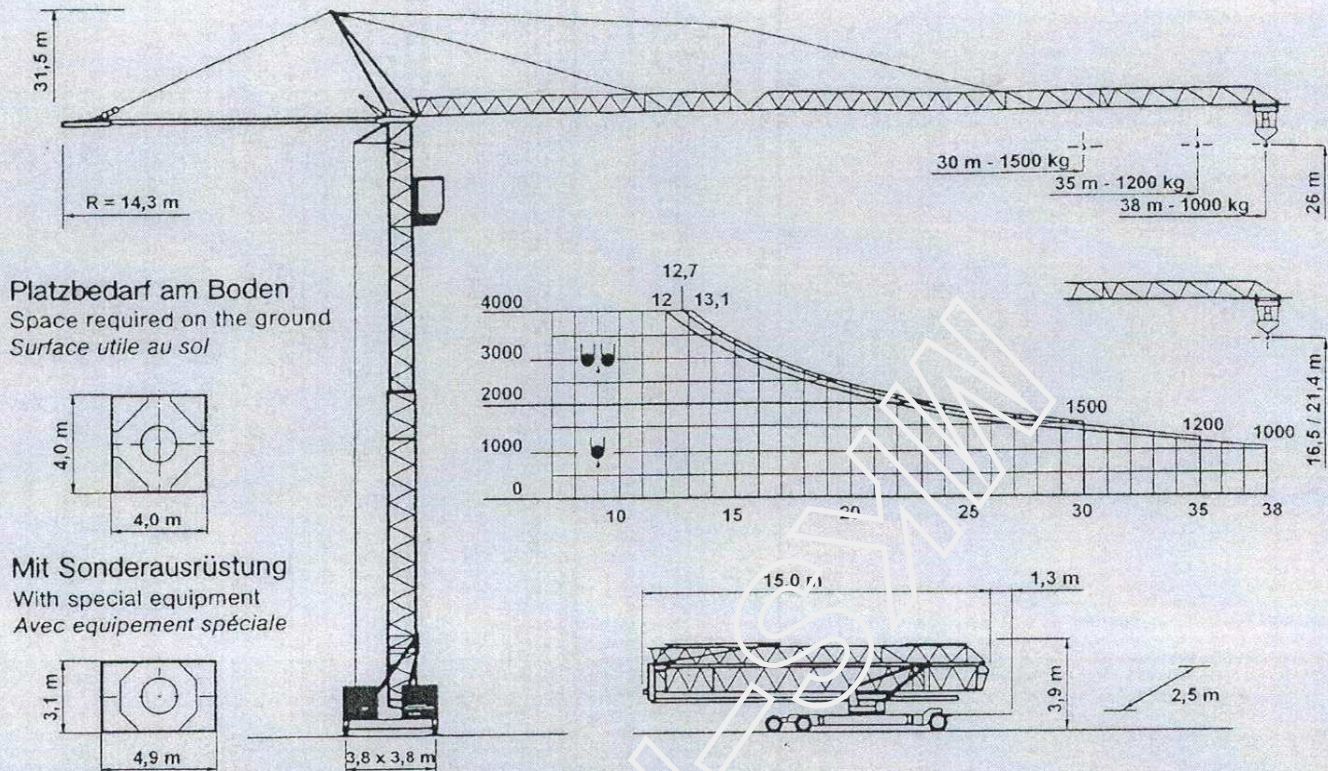 31,5 m
R = 14,3 m
30 m - 1500 kg
35 m - 1200 kg
38 m - 1000 kg
26 m
Platzbedarf am Boden
Space required on the ground
Surface utile au sol
4,0 m
4,0 m
12,7
12 13,1
4000
3000
2000
1000
0
1500
1200
1000
10 15 20 25 30 35 38
16,5 / 21,4 m
Mit Sonderausrüstung
With special equipment
Avec equipement spéciale
3,1 m
4,9 m
3,8 x 3,8 m
15,0 m
1,3 m
3,9 m
2,5 m